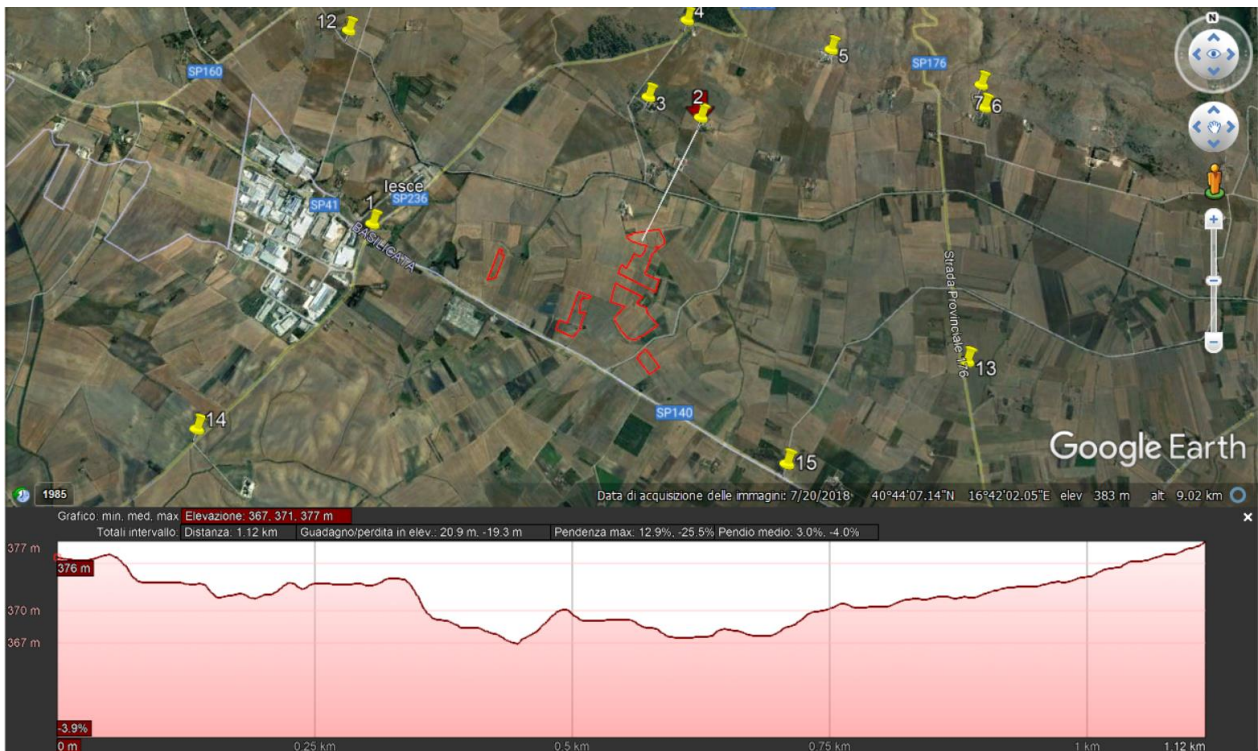 12
4
N
SP160
5
SP176
3
2
7
6
Iesce
SP41
SP236
1
BASILICATA
Strada Provinciale 176
13
14
SP140
15
Google Earth
1985
Data di acquisizione delle immagini: 7/20/2018 40°44'07.14"N 16°42'02.05"E elev 383 m alt 9.02 km
Grafico: min, med, max Elevazione: 367, 371, 377 m
Totali intervallo: Distanza: 1.12 km Guadagno/perdita in elev.: 20.9 m, -19.3 m Pendenza max: 12.9%, -25.5% Pendio medio: 3.0%, -4.0%
377 m
376 m
370 m
367 m
-3.9%
0 m 0.25 km 0.5 km 0.75 km 1 km 1.12 km